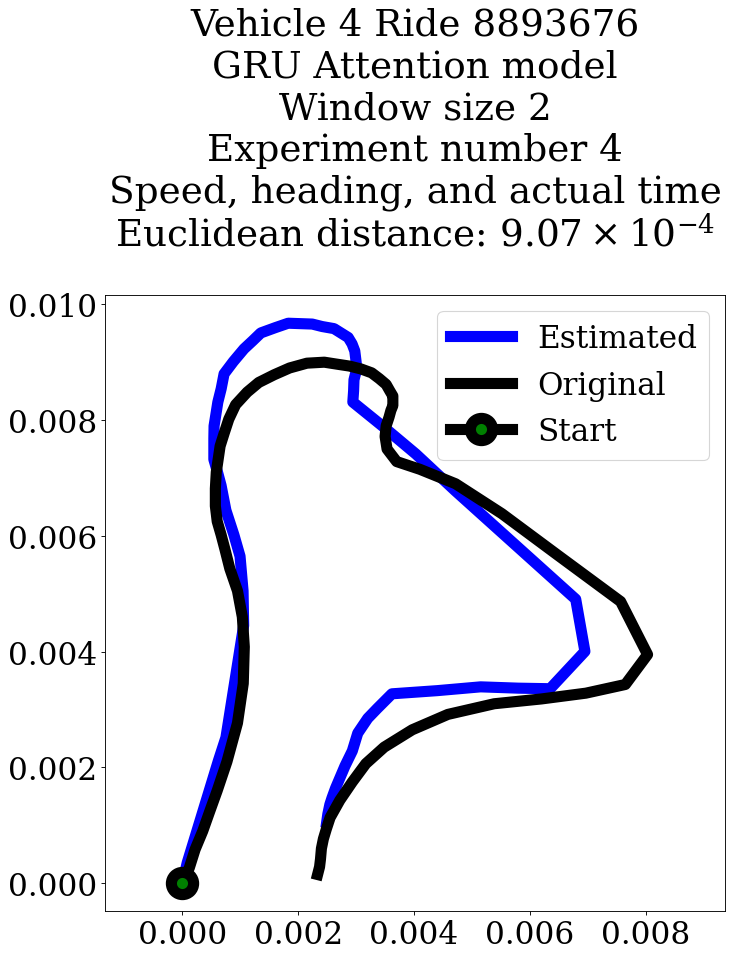 Vehicle 4 Ride 8893676
GRU Attention model
Window size 2
Experiment number 4
Speed, heading, and actual time
Euclidean distance: 9.07 × 10⁻⁴
0.010
0.008
0.006
0.004
0.002
0.000
Estimated
Original
Start
0.000 0.002 0.004 0.006 0.008